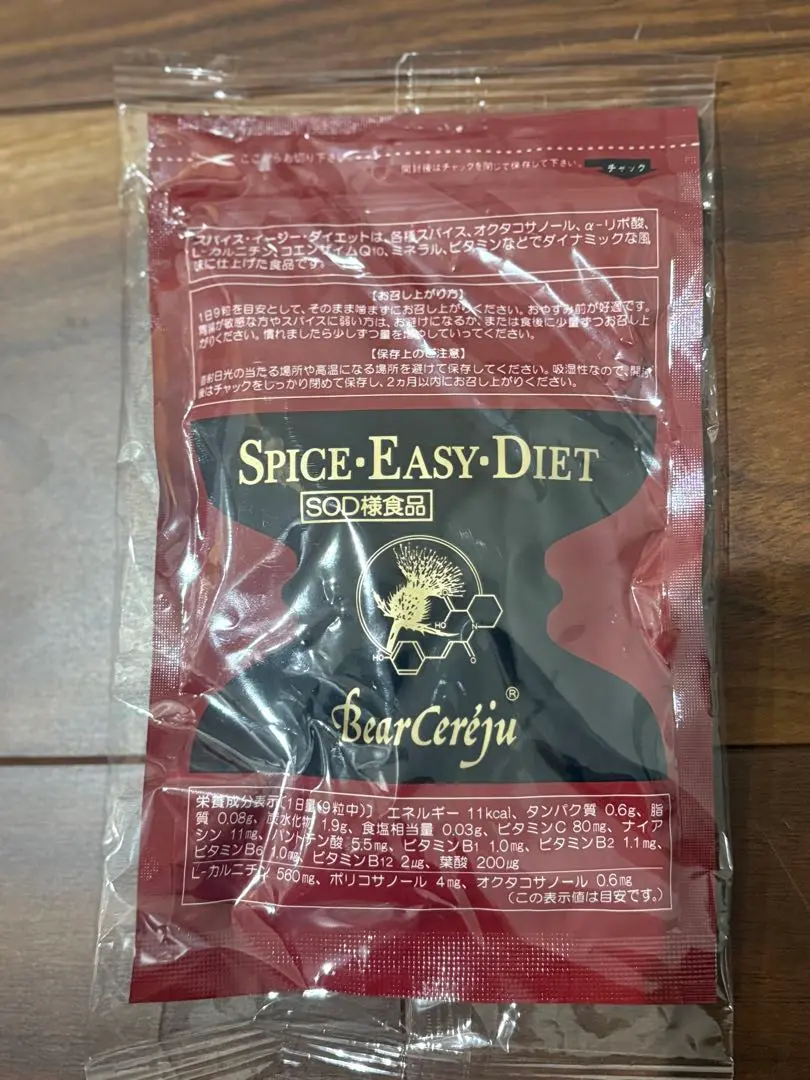 ここからお切り下さい
開封後はチャックを閉じて保存して下さい。
チャック
スパイス・イージー・ダイエットは、各種スパイス、オクタコサノール、α-リポ酸、
L-カルニチン、コエンザイムQ10、ミネラル、ビタミンなどでダイナミックな風
味に仕上げた食品です。
【お召し上がり方】
1日9粒を目安として、そのまま噛まずにお召し上がりください。おやすみ前が好適です。
胃腸が敏感な方やスパイスに弱い方は、お避けになるか、または食後に少量ずつお召し上
がりください。慣れましたら少しずつ量を増やしていってください。
【保存上のご注意】
直射日光の当たる場所や高温になる場所を避けて保存してください。吸湿性なので、開封
後はチャックをしっかり閉めて保存し、2ヵ月以内にお召し上がりください。
SPICE・EASY・DIET
SOD様食品
HO
HO
N
O
BearCeréju®
栄養成分表示〔1日量(9粒中)〕 エネルギー 11kcal、タンパク質 0.6g、脂
質 0.08g、炭水化物 1.9g、食塩相当量 0.03g、ビタミンC 80mg、ナイア
シン 11mg、パントテン酸 5.5mg、ビタミンB1 1.0mg、ビタミンB2 1.1mg、
ビタミンB6 1.0mg、ビタミンB12 2μg、葉酸 200μg
L-カルニチン 560mg、ポリコサノール 4mg、オクタコサノール 0.6mg
（この表示値は目安です。）